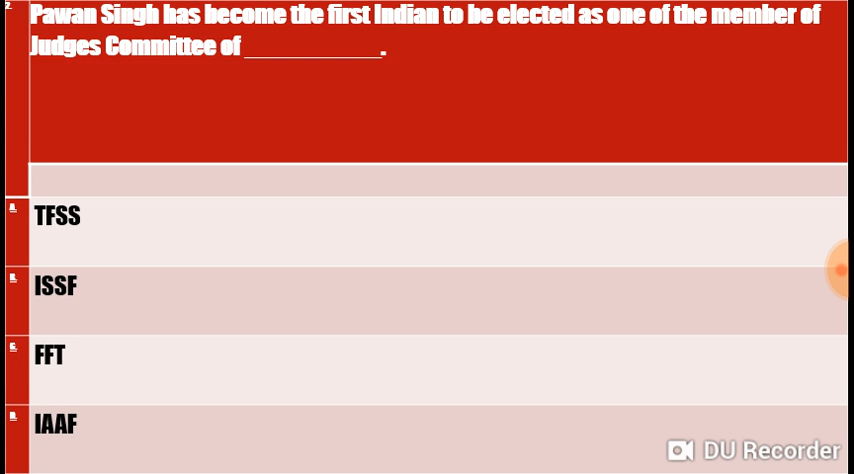 Pawan Singh has become the first Indian to be elected as one of the member of
Judges Committee of ____________.
TFSS
ISSF
FFT
IAAF
DU Recorder